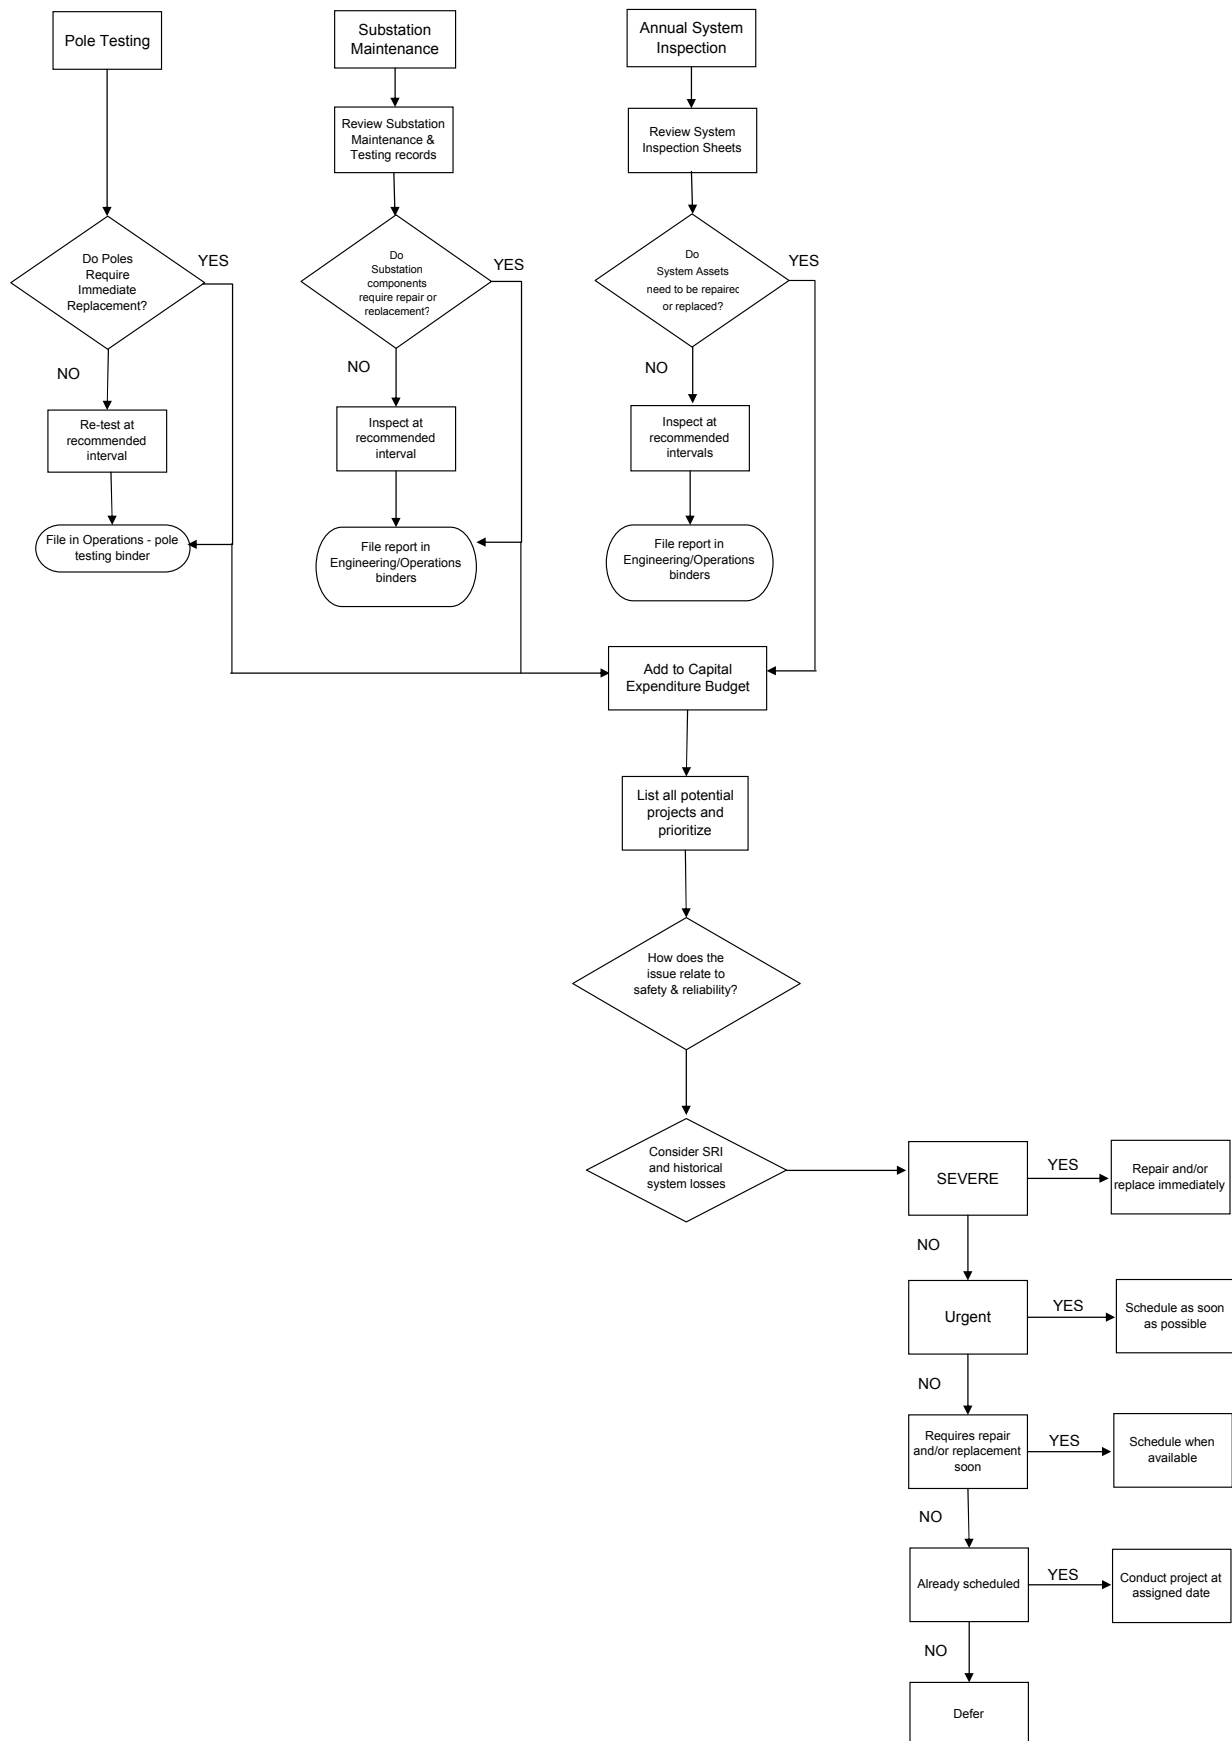 Pole Testing
Substation
Maintenance
Annual System
Inspection
Review Substation
Maintenance &
Testing records
Review System
Inspection Sheets
Do Poles
Require
Immediate
Replacement?
YES
Do
Substation
components
require repair or
replacement?
YES
Do
System Assets
need to be repaired
or replaced?
YES
NO
NO
NO
Re-test at
recommended
interval
Inspect at
recommended
interval
Inspect at
recommended
intervals
File in Operations - pole
testing binder
File report in
Engineering/Operations
binders
File report in
Engineering/Operations
binders
Add to Capital
Expenditure Budget
List all potential
projects and
prioritize
How does the
issue relate to
safety & reliability?
Consider SRI
and historical
system losses
SEVERE
YES
Repair and/or
replace immediately
NO
Urgent
YES
Schedule as soon
as possible
NO
Requires repair
and/or replacement
soon
YES
Schedule when
available
NO
Already scheduled
YES
Conduct project at
assigned date
NO
Defer